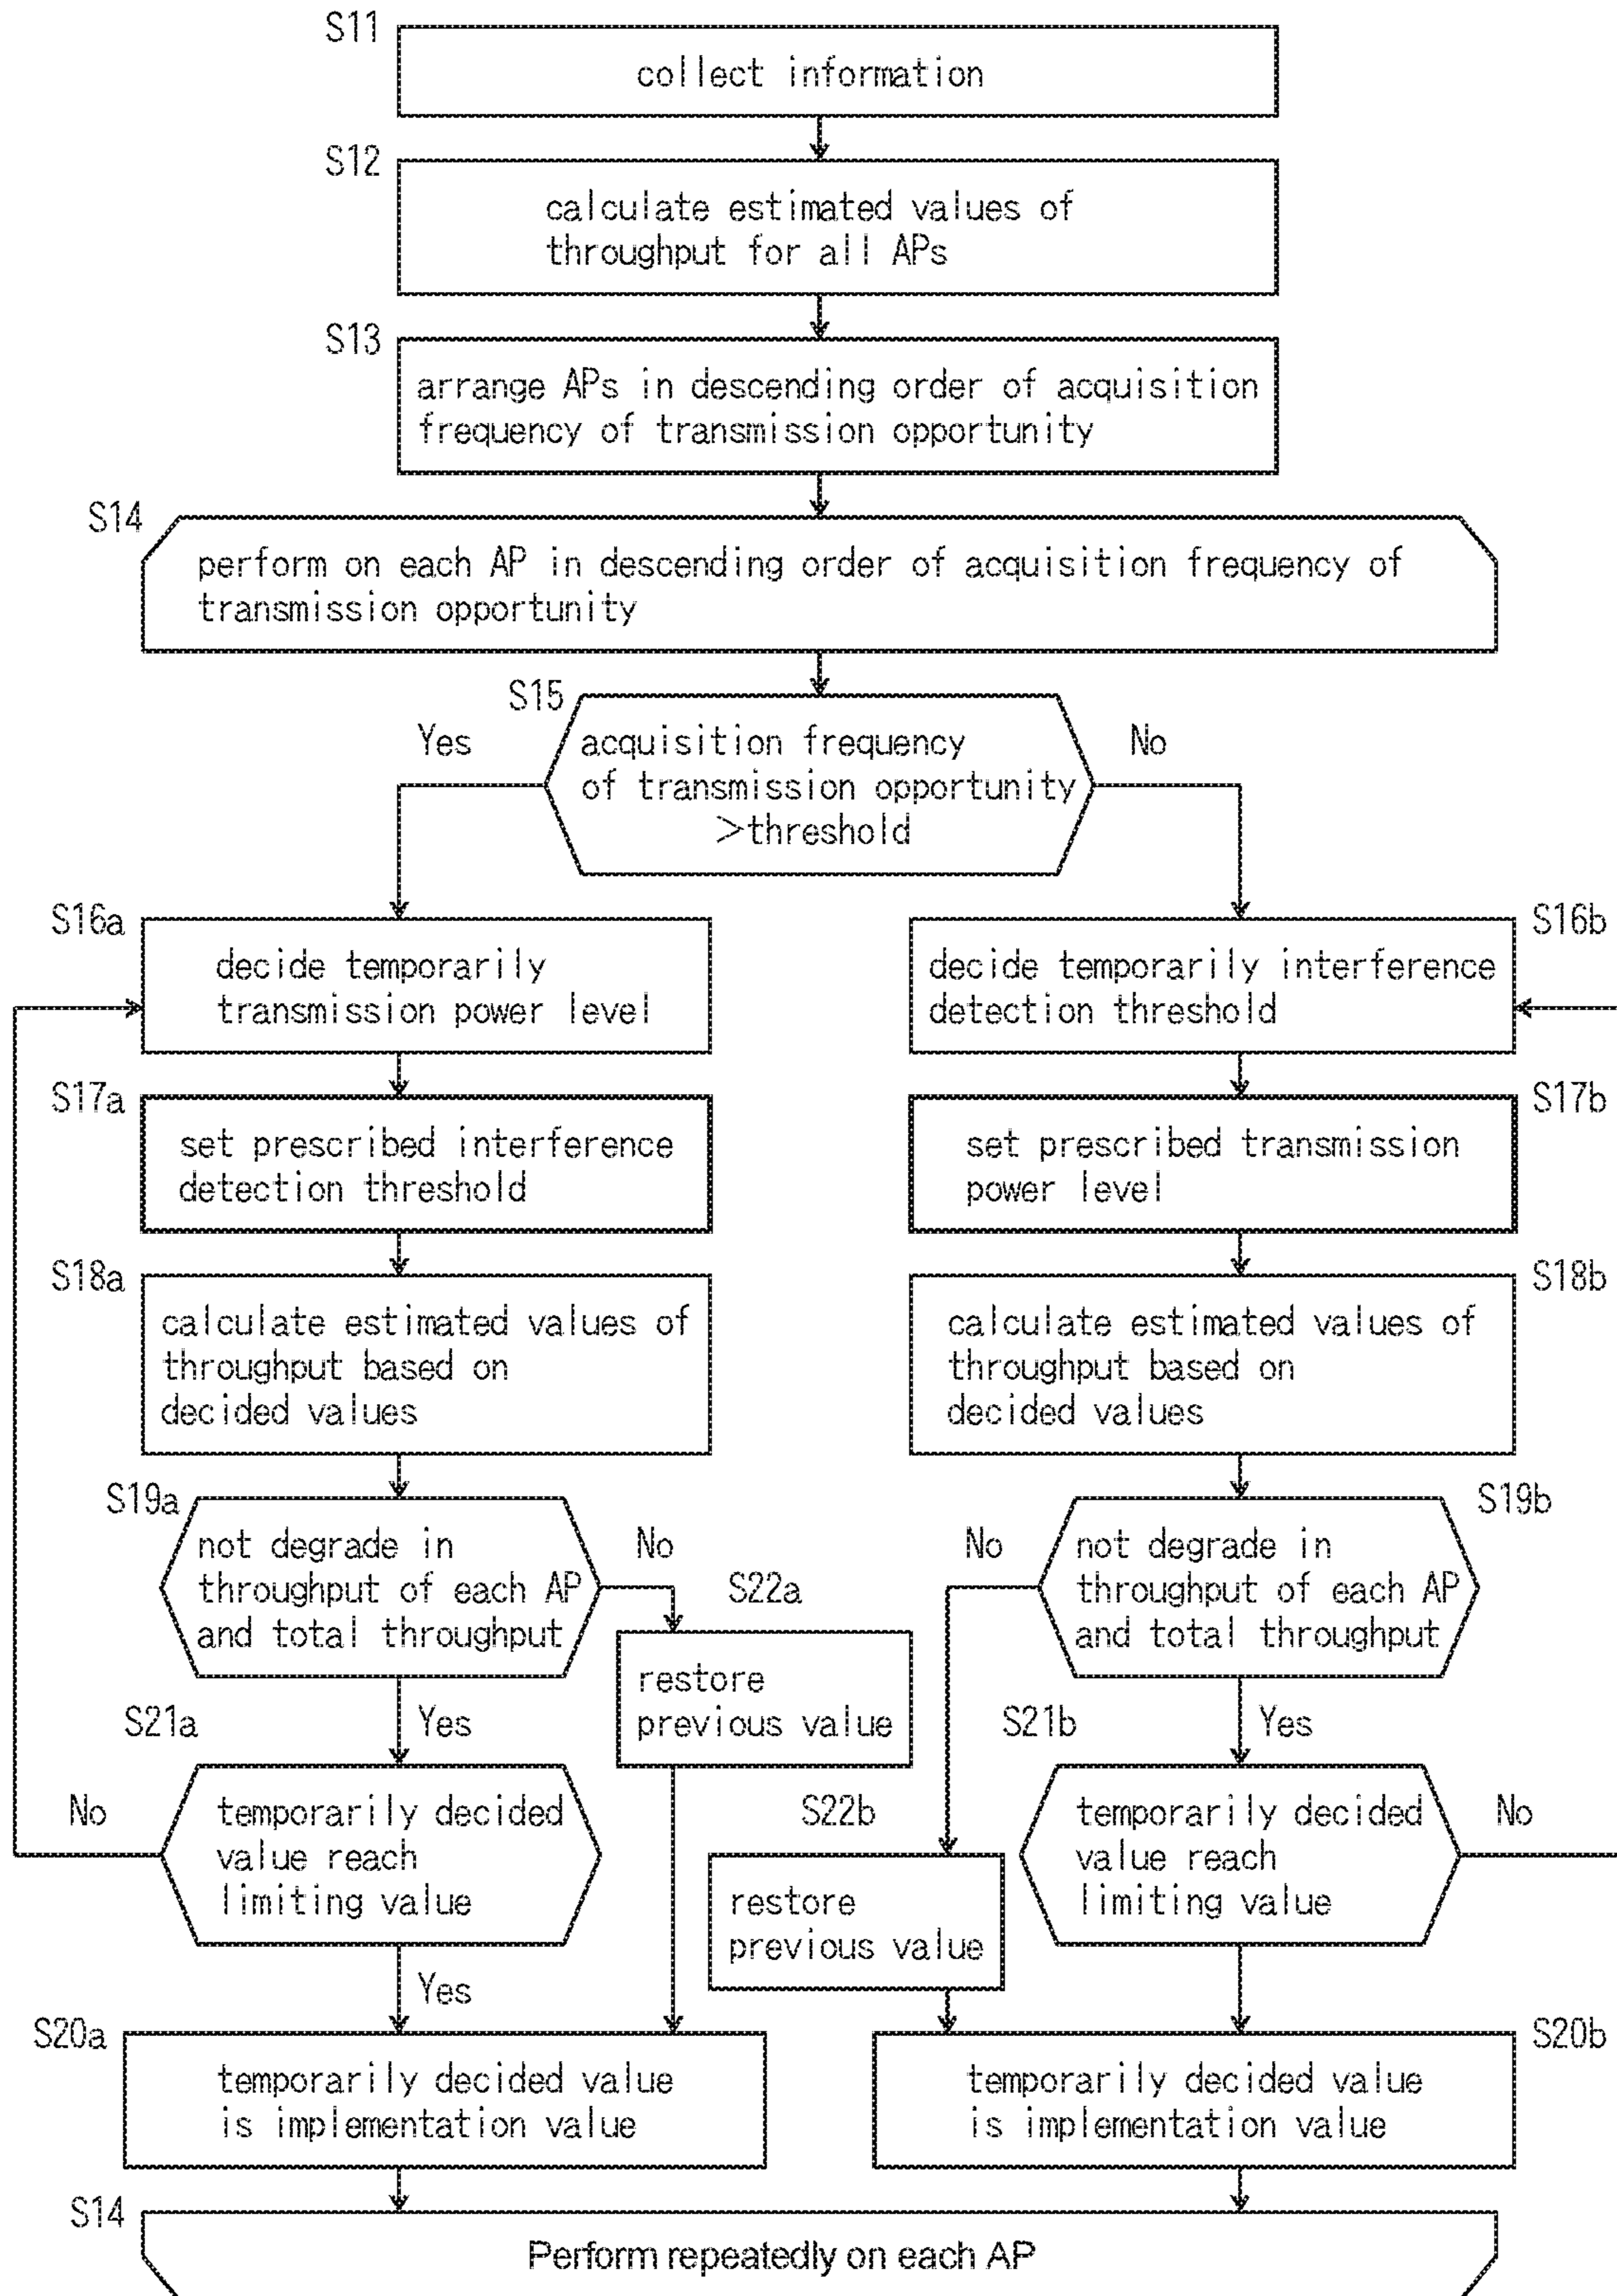 S11
collect information
S12
calculate estimated values of
throughput for all APs
S13
arrange APs in descending order of acquisition
frequency of transmission opportunity
S14
perform on each AP in descending order of acquisition frequency of
transmission opportunity
S15
Yes
acquisition frequency
of transmission opportunity
>threshold
No
S16a
decide temporarily
transmission power level
S16b
decide temporarily interference
detection threshold
S17a
set prescribed interference
detection threshold
S17b
set prescribed transmission
power level
S18a
calculate estimated values of
throughput based on
decided values
S18b
calculate estimated values of
throughput based on
decided values
S19a
not degrade in
throughput of each AP
and total throughput
No
S22a
restore
previous value
S19b
No
not degrade in
throughput of each AP
and total throughput
S21a
Yes
No
temporarily decided
value reach
limiting value
Yes
S21b
Yes
S22b
restore
previous value
temporarily decided
value reach
limiting value
No
S20a
temporarily decided value
is implementation value
S20b
temporarily decided value
is implementation value
S14
Perform repeatedly on each AP